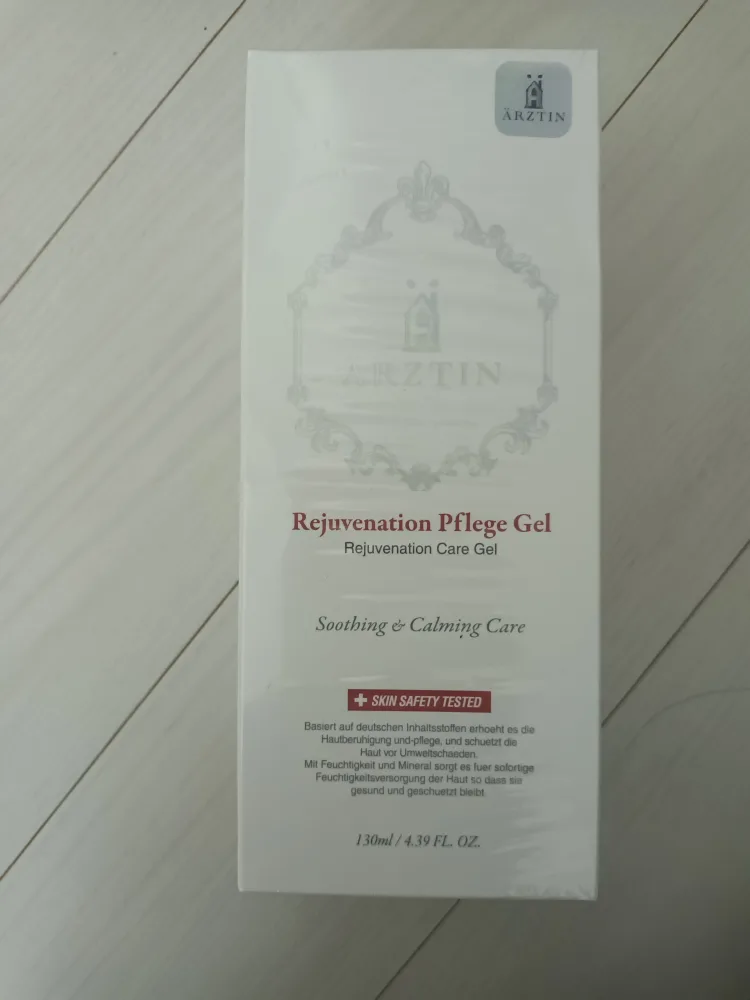 ÄRZTIN
ÄRZTIN
Rejuvenation Pflege Gel
Rejuvenation Care Gel
Soothing & Calming Care
SKIN SAFETY TESTED
Basiert auf deutschen Inhaltsstoffen erhoeht es die
Hautberuhigung und-pflege, und schuetzt die
Haut vor Umweltschaeden.
Mit Feuchtigkeit und Mineral sorgt es fuer sofortige
Feuchtigkeitsversorgung der Haut so dass sie
gesund und geschuetzt bleibt.
130ml / 4.39 FL. OZ.